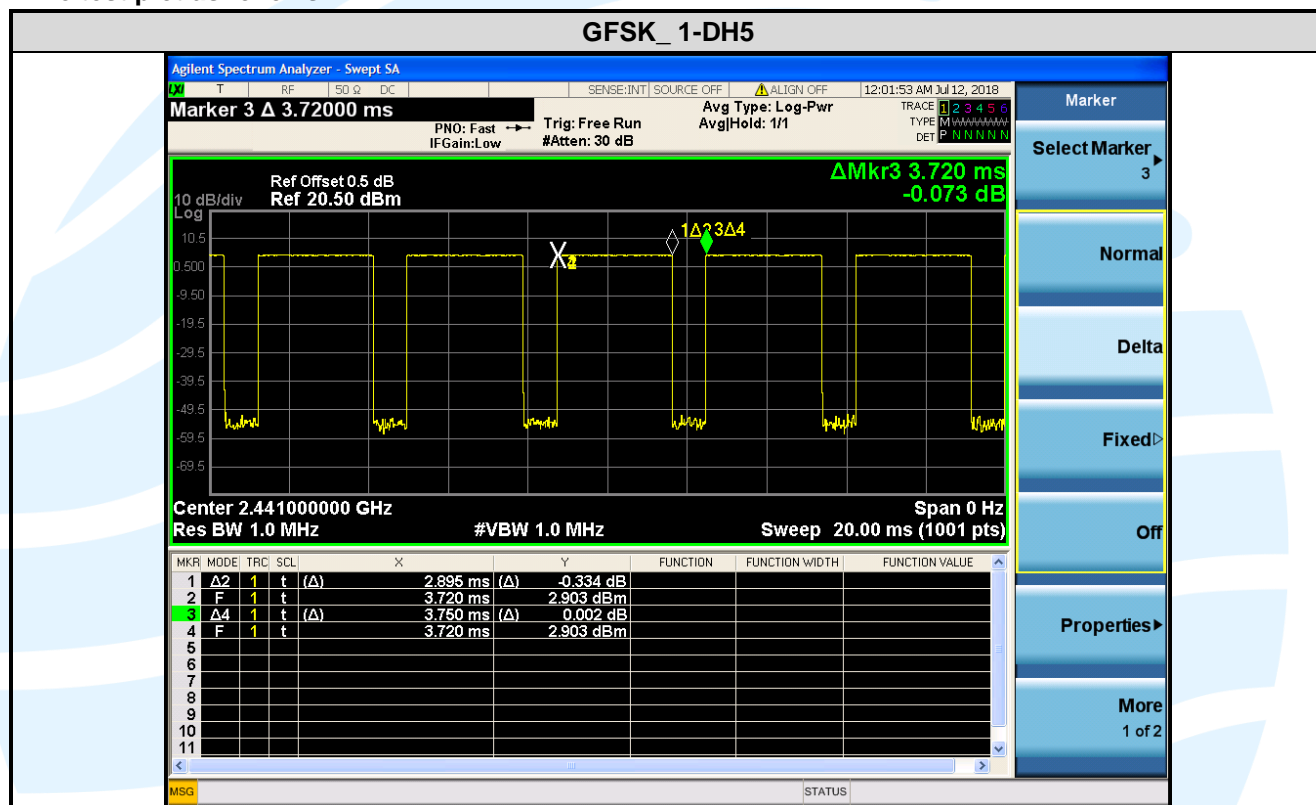 GFSK_ 1-DH5
Agilent Spectrum Analyzer - Swept SA
LXI T RF 50 Ω DC SENSE:INT SOURCE OFF ALIGN OFF 12:01:53 AM Jul 12, 2018
Marker 3 Δ 3.72000 ms
PNO: Fast
IFGain:Low
Trig: Free Run
#Atten: 30 dB
Avg Type: Log-Pwr
Avg|Hold: 1/1
TRACE 1 2 3 4 5 6
TYPE M
DET P N N N N N
ΔMkr3 3.720 ms
-0.073 dB
Ref Offset 0.5 dB
10 dB/div Ref 20.50 dBm
Log
10.5
0.500
-9.50
-19.5
-29.5
-39.5
-49.5
-59.5
-69.5
3Δ4
Center 2.441000000 GHz Span 0 Hz
Res BW 1.0 MHz #VBW 1.0 MHz Sweep 20.00 ms (1001 pts)
MKR MODE TRC SCL X Y FUNCTION FUNCTION WIDTH FUNCTION VALUE
1 Δ2 1 t (Δ) 2.895 ms (Δ) -0.334 dB
2 F 1 t 3.720 ms 2.903 dBm
3 Δ4 1 t (Δ) 3.750 ms (Δ) 0.002 dB
4 F 1 t 3.720 ms 2.903 dBm
5
6
7
8
9
10
11
MSG STATUS
Marker
Select Marker
3
Normal
Delta
Fixed
Off
Properties
More
1 of 2